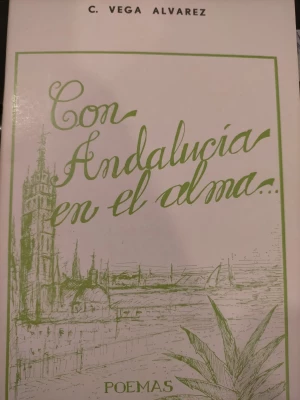 C. VEGA ALVAREZ
Con
Andalucía
en el alma...
POEMAS